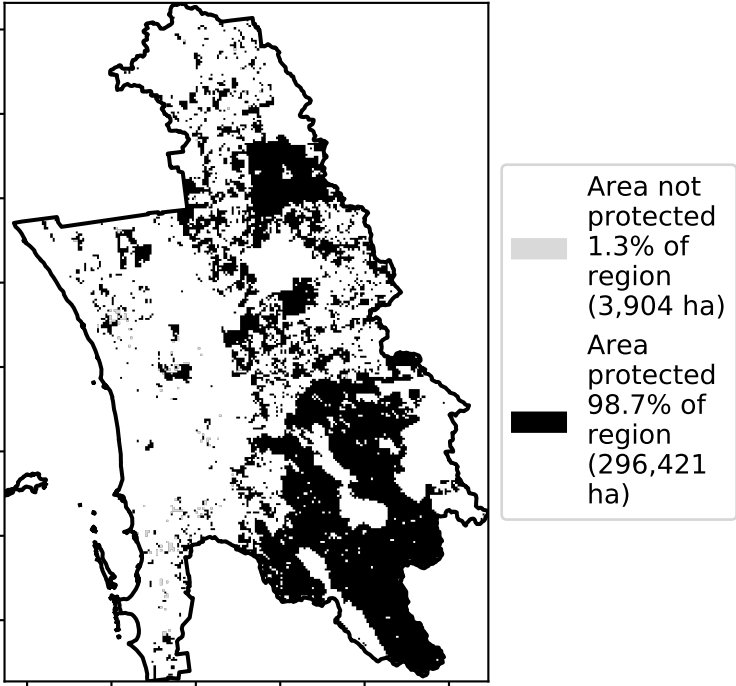 Area not
protected
1.3% of
region
(3,904 ha)
Area
protected
98.7% of
region
(296,421
ha)